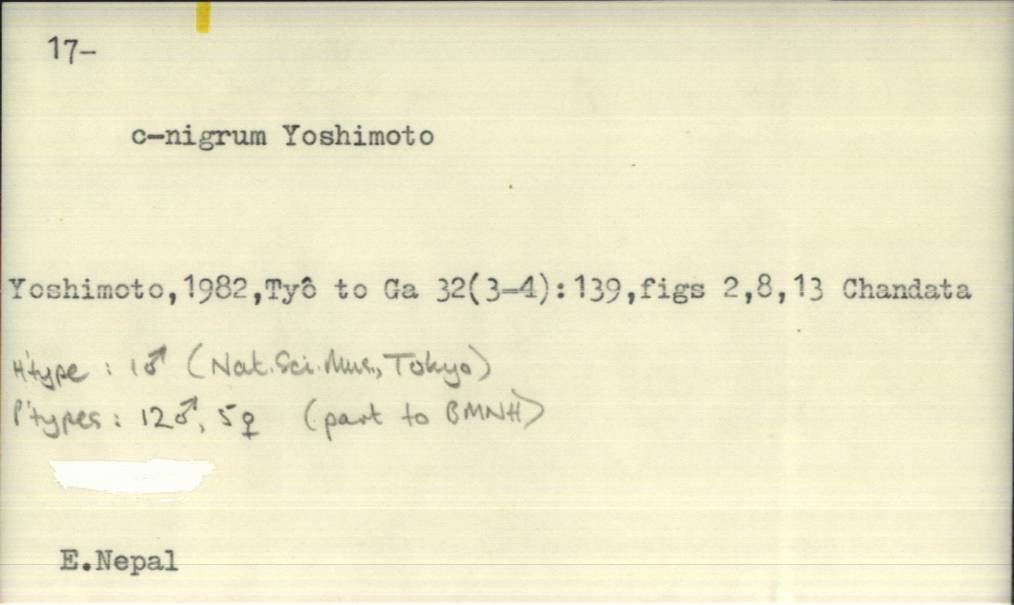 17-
c-nigrum Yoshimoto
Yoshimoto,1982,Tyô to Ga 32(3-4):139,figs 2,8,13 Chandata
H'type : 1♂ (Nat.Sci.Mus., Tokyo)
P'types : 12♂, 5♀ (part to BMNH)
E.Nepal